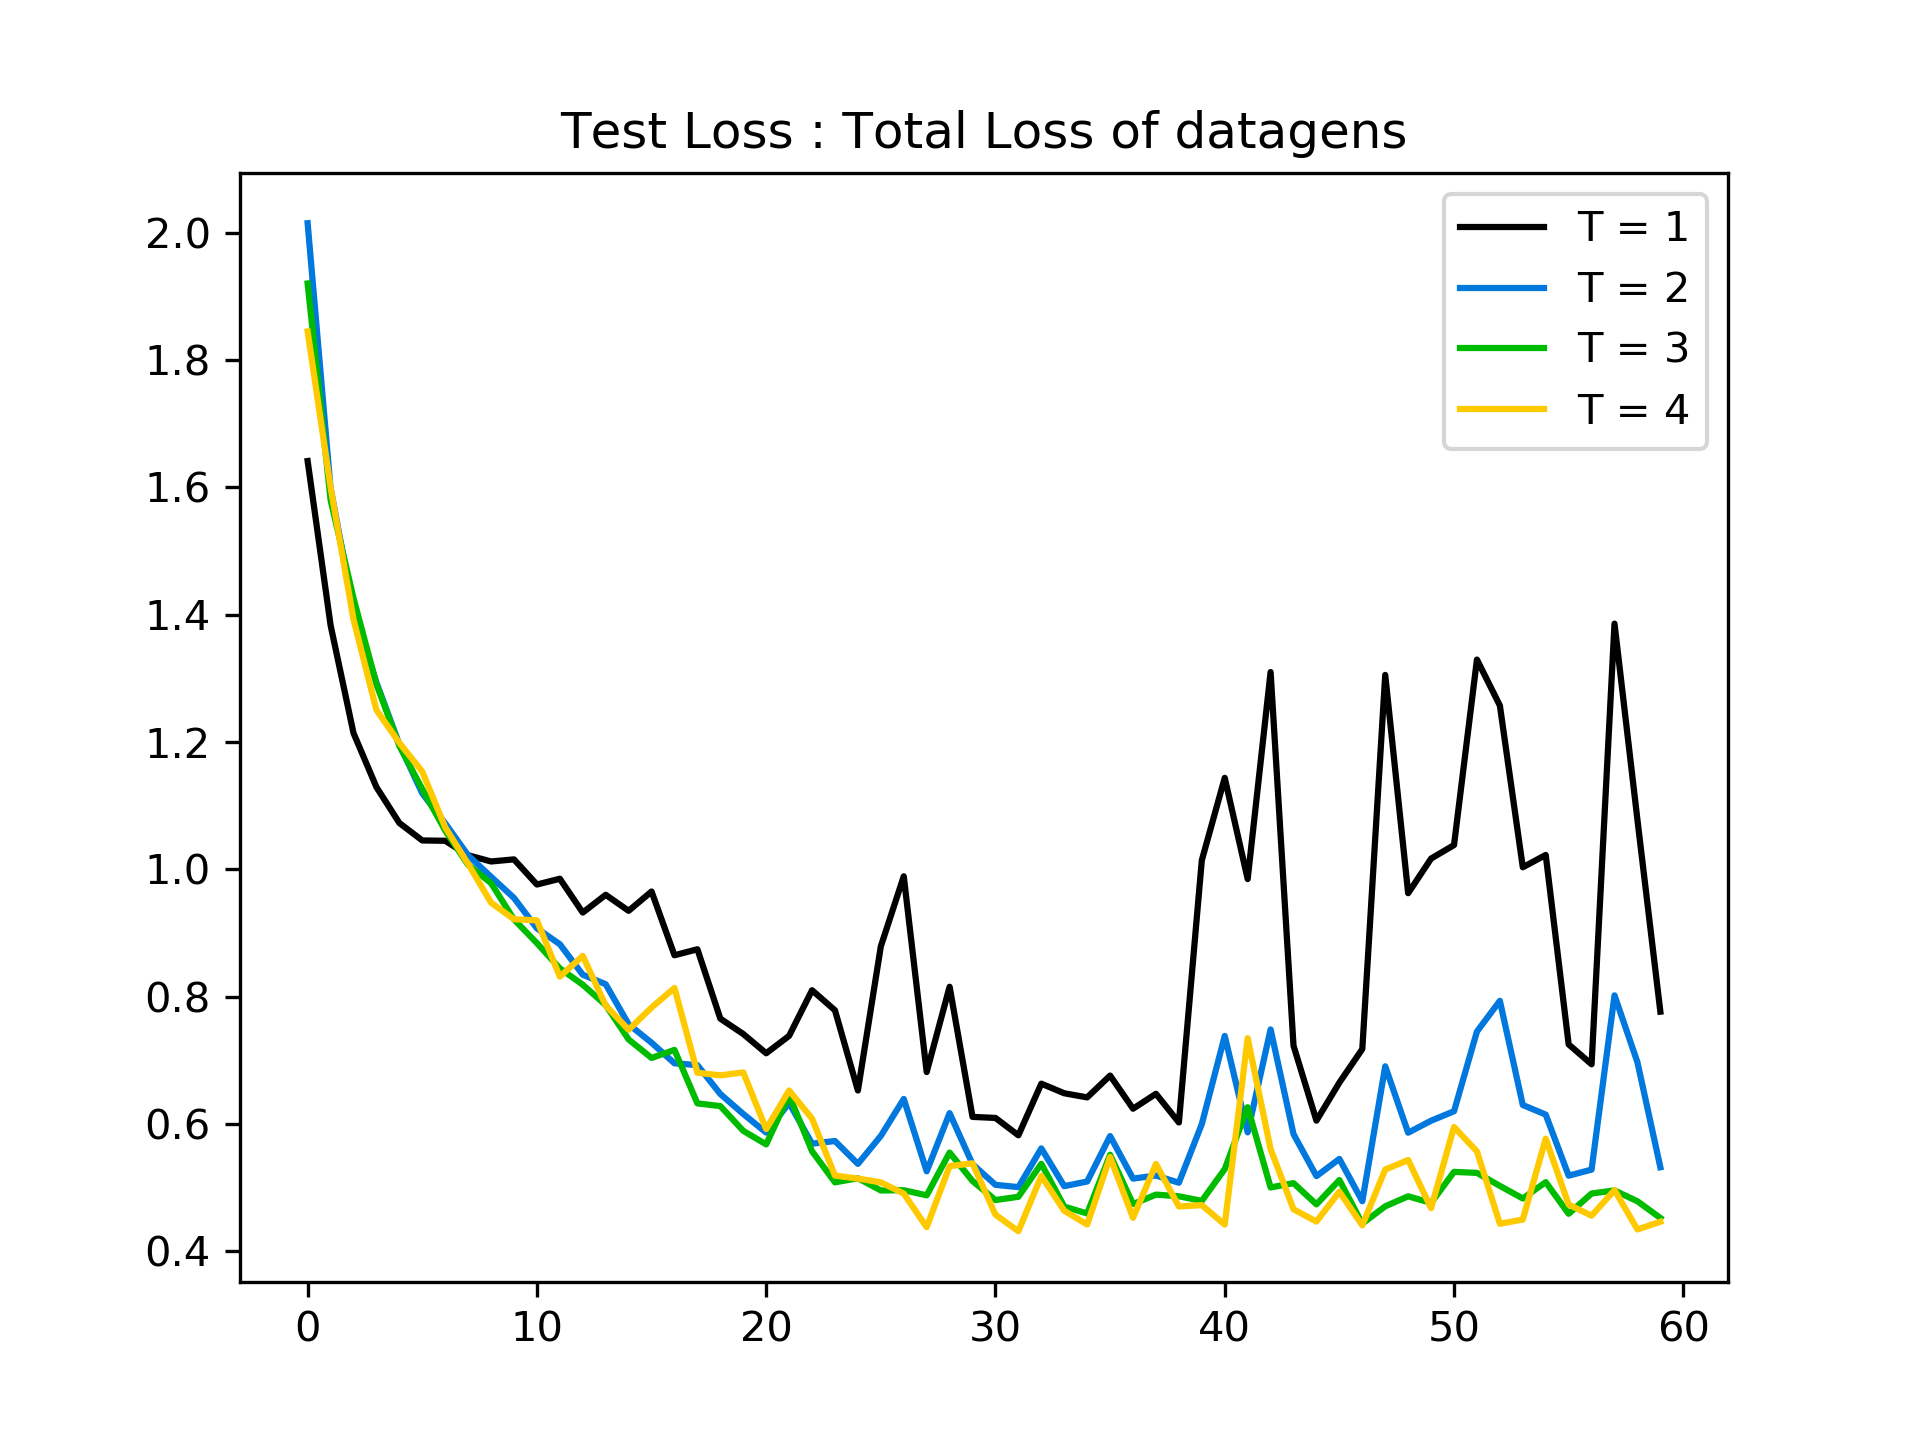 Test Loss : Total Loss of datagens
T = 1
T = 2
T = 3
T = 4
2.0
1.8
1.6
1.4
1.2
1.0
0.8
0.6
0.4
0 10 20 30 40 50 60